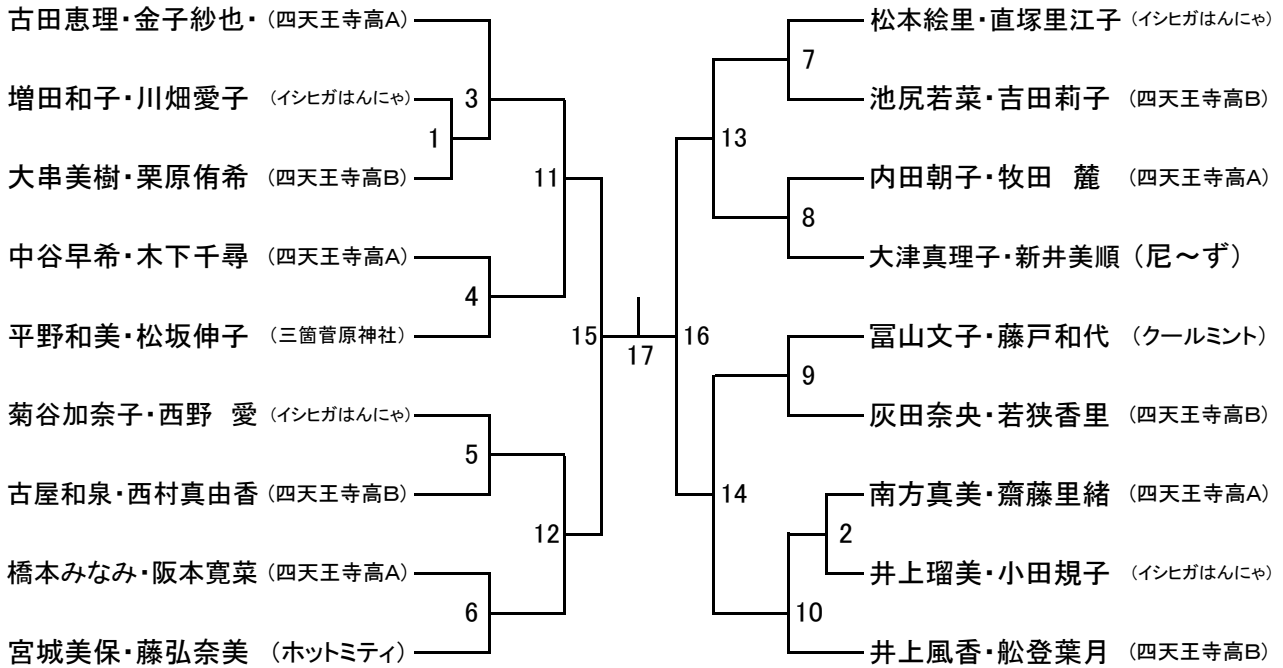 古田恵理・金子紗也・ (四天王寺高A)
増田和子・川畑愛子 (イシヒガはんにゃ)
大串美樹・栗原侑希 (四天王寺高B)
中谷早希・木下千尋 (四天王寺高A)
平野和美・松坂伸子 (三箇菅原神社)
菊谷加奈子・西野 愛 (イシヒガはんにゃ)
古屋和泉・西村真由香 (四天王寺高B)
橋本みなみ・阪本寛菜 (四天王寺高A)
宮城美保・藤弘奈美 (ホットミティ)
1
3
4
5
6
11
12
15
17
16
13
14
7
8
9
2
10
松本絵里・直塚里江子 (イシヒガはんにゃ)
池尻若菜・吉田莉子 (四天王寺高B)
内田朝子・牧田 麓 (四天王寺高A)
大津真理子・新井美順 (尼～ず)
冨山文子・藤戸和代 (クールミント)
灰田奈央・若狭香里 (四天王寺高B)
南方真美・齋藤里緒 (四天王寺高A)
井上瑠美・小田規子 (イシヒガはんにゃ)
井上風香・舩登葉月 (四天王寺高B)